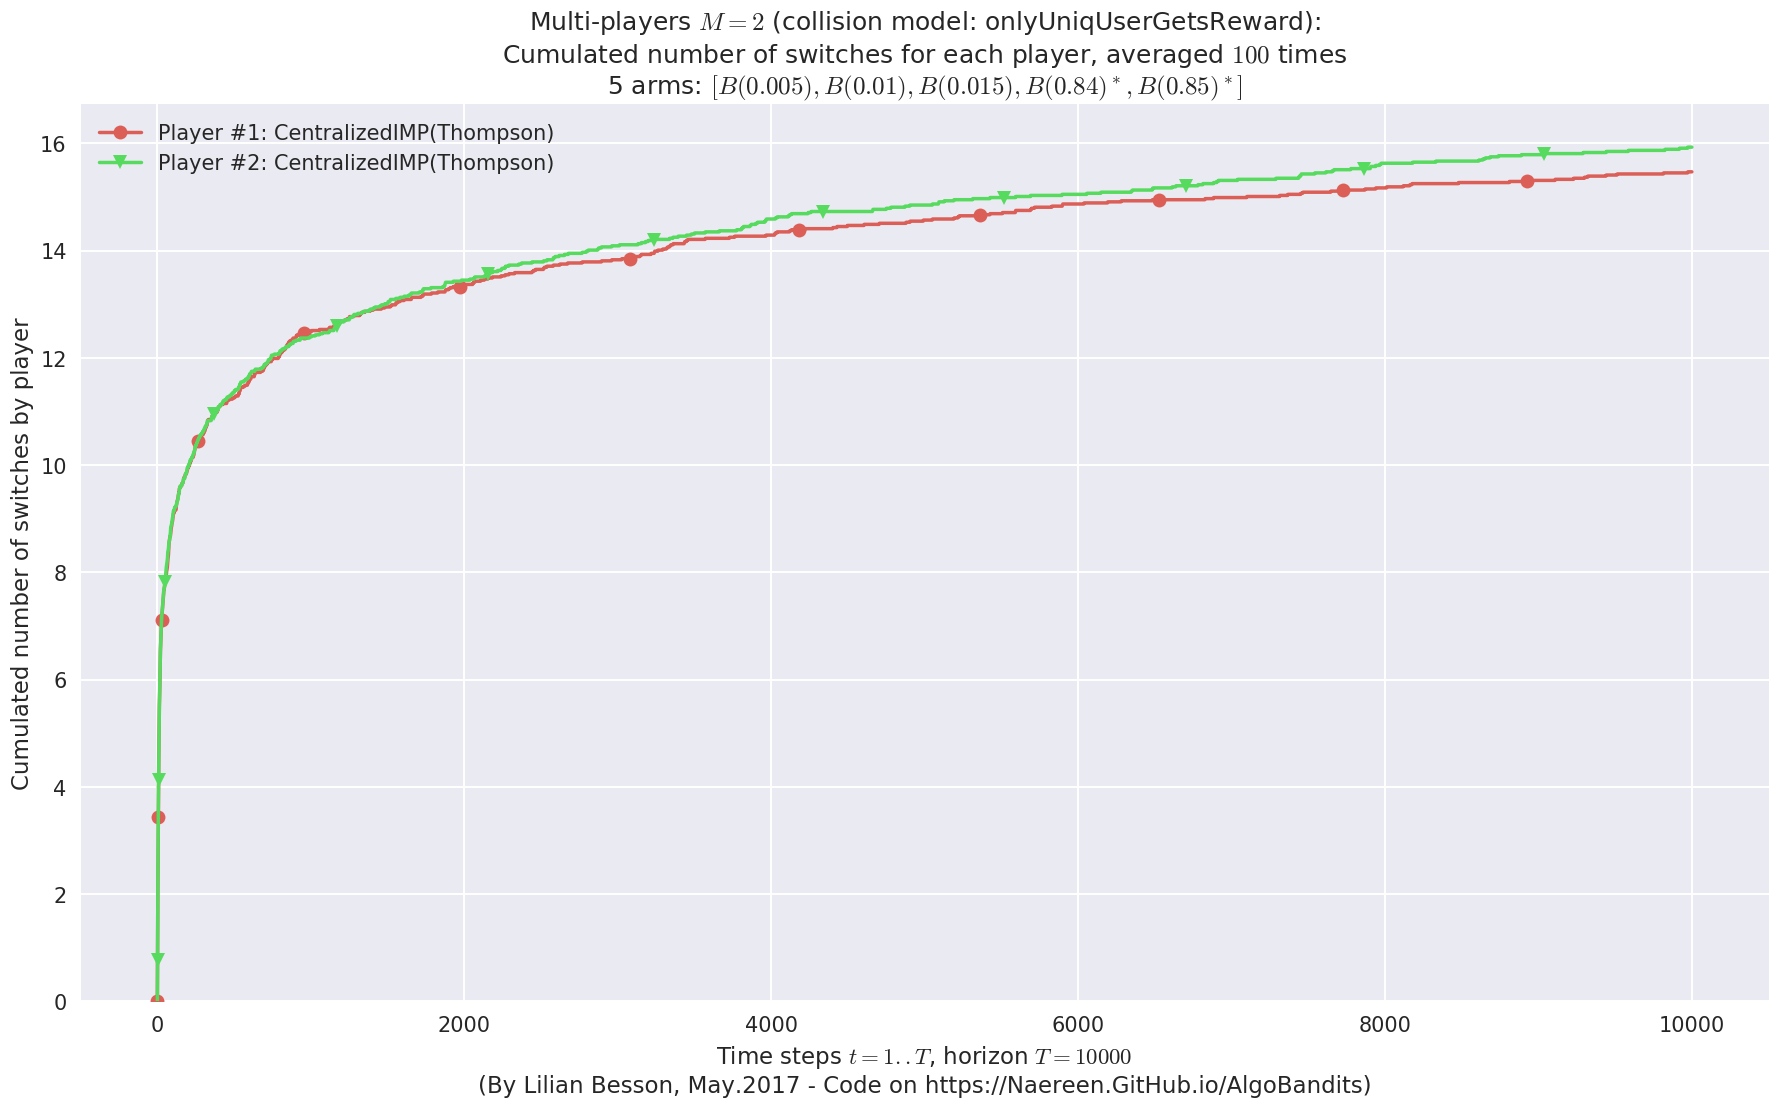 Multi-players M = 2 (collision model: onlyUniqUserGetsReward):
Cumulated number of switches for each player, averaged 100 times
5 arms: [B(0.005), B(0.01), B(0.015), B(0.84)*, B(0.85)*]
Player #1: CentralizedIMP(Thompson)
Player #2: CentralizedIMP(Thompson)
Cumulated number of switches by player
16
14
12
10
8
6
4
2
0
0 2000 4000 6000 8000 10000
Time steps t = 1..T, horizon T = 10000
(By Lilian Besson, May.2017 - Code on https://Naereen.GitHub.io/AlgoBandits)